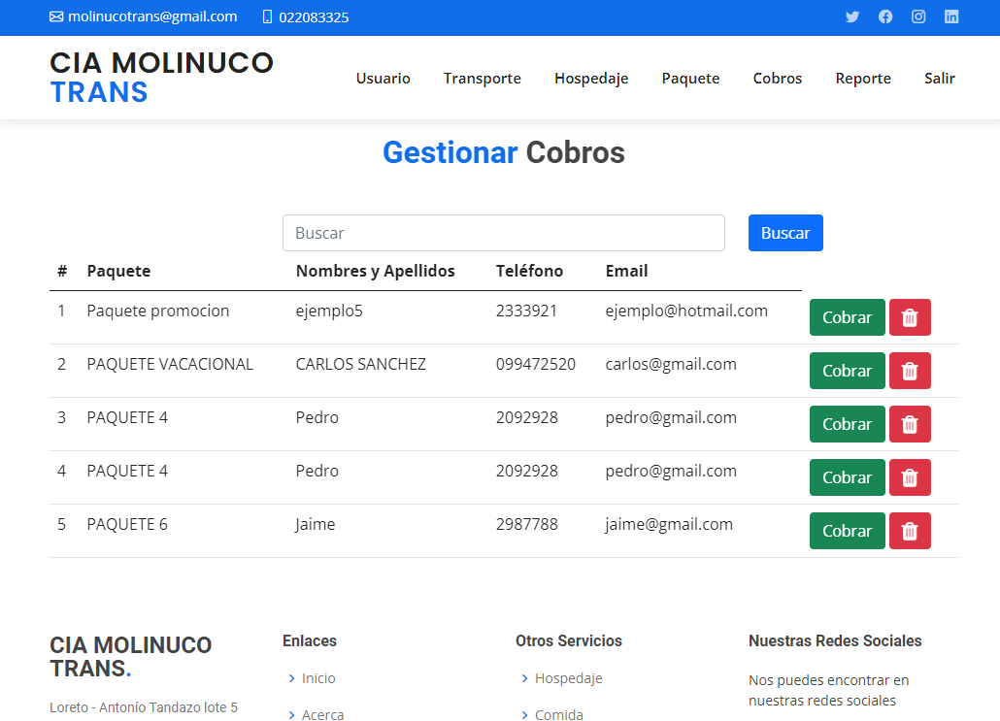 molinucotrans@gmail.com 022083325
CIA MOLINUCO
TRANS
Usuario Transporte Hospedaje Paquete Cobros Reporte Salir
Gestionar Cobros
Buscar Buscar
# Paquete Nombres y Apellidos Teléfono Email
1 Paquete promocion ejemplo5 2333921 ejemplo@hotmail.com Cobrar
2 PAQUETE VACACIONAL CARLOS SANCHEZ 099472520 carlos@gmail.com Cobrar
3 PAQUETE 4 Pedro 2092928 pedro@gmail.com Cobrar
4 PAQUETE 4 Pedro 2092928 pedro@gmail.com Cobrar
5 PAQUETE 6 Jaime 2987788 jaime@gmail.com Cobrar
CIA MOLINUCO
TRANS.
Loreto - Antonío Tandazo lote 5
Enlaces
Inicio
Acerca
Otros Servicios
Hospedaje
Comida
Nuestras Redes Sociales
Nos puedes encontrar en
nuestras redes sociales